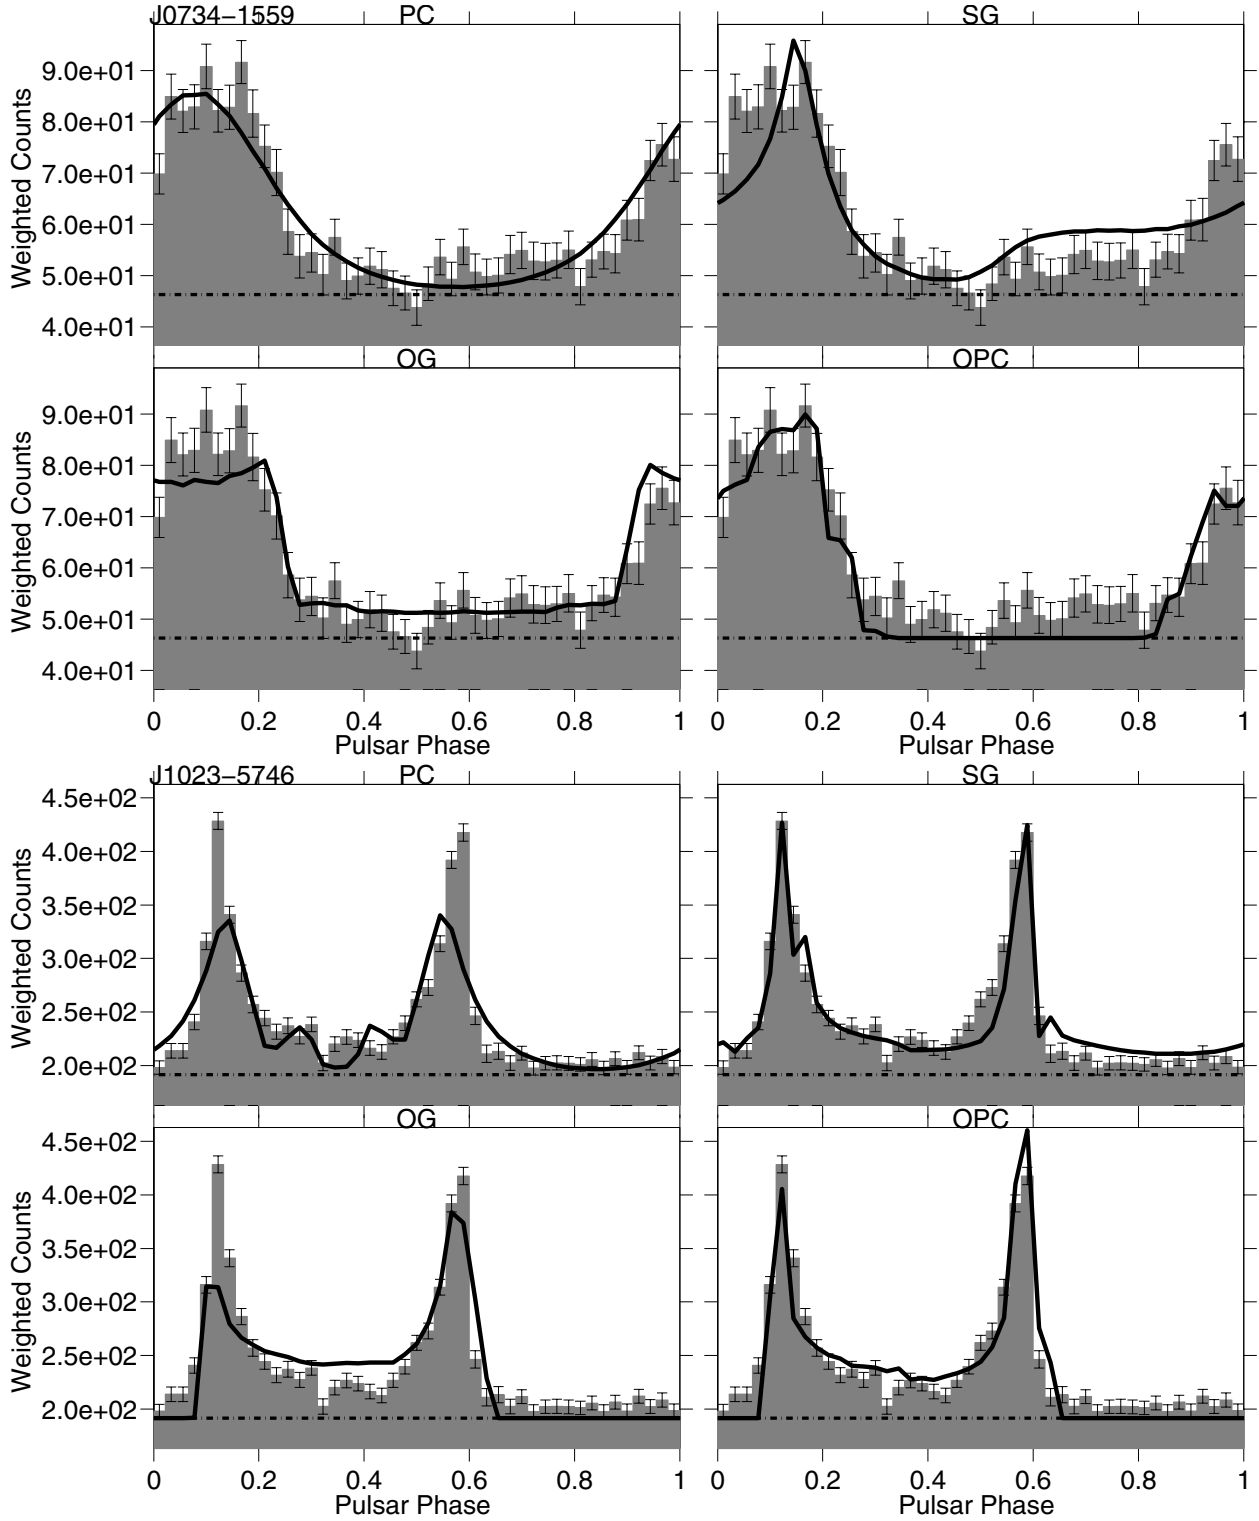 J0734−1559 PC SG
Weighted Counts
9.0e+01
8.0e+01
7.0e+01
6.0e+01
5.0e+01
4.0e+01
OG OPC
Weighted Counts
9.0e+01
8.0e+01
7.0e+01
6.0e+01
5.0e+01
4.0e+01
0 0.2 0.4 0.6 0.8 1 0 0.2 0.4 0.6 0.8 1
Pulsar Phase Pulsar Phase
J1023−5746 PC SG
Weighted Counts
4.5e+02
4.0e+02
3.5e+02
3.0e+02
2.5e+02
2.0e+02
OG OPC
Weighted Counts
4.5e+02
4.0e+02
3.5e+02
3.0e+02
2.5e+02
2.0e+02
0 0.2 0.4 0.6 0.8 1 0 0.2 0.4 0.6 0.8 1
Pulsar Phase Pulsar Phase